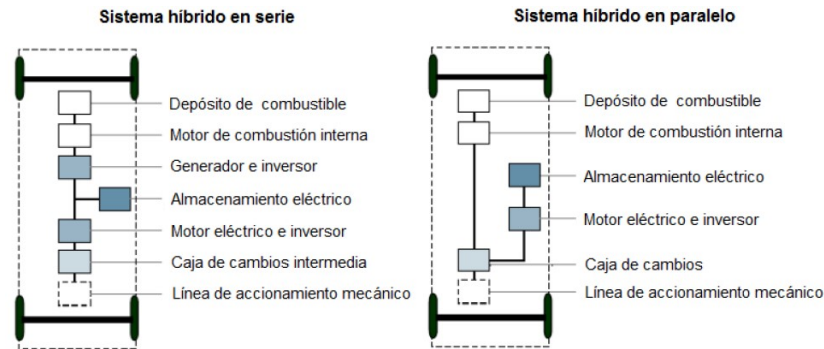 Sistema híbrido en serie
Depósito de combustible
Motor de combustión interna
Generador e inversor
Almacenamiento eléctrico
Motor eléctrico e inversor
Caja de cambios intermedia
Línea de accionamiento mecánico
Sistema híbrido en paralelo
Depósito de combustible
Motor de combustión interna
Almacenamiento eléctrico
Motor eléctrico e inversor
Caja de cambios
Línea de accionamiento mecánico